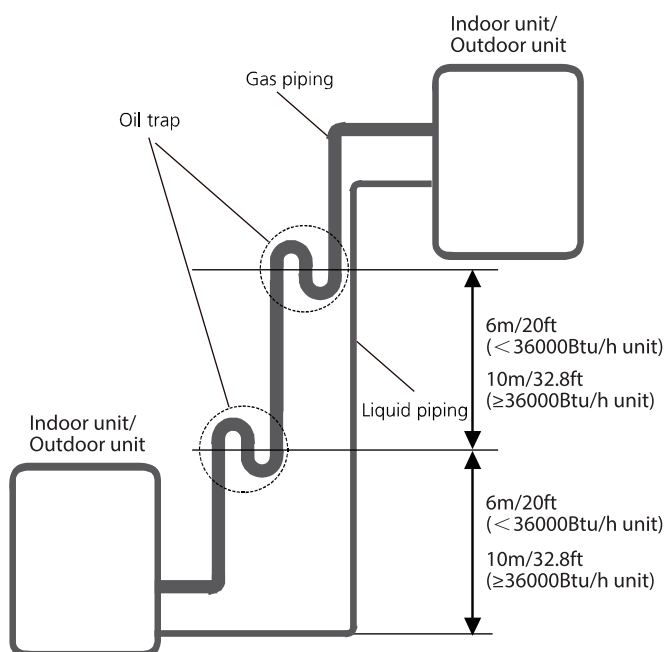 Indoor unit/
Outdoor unit
Gas piping
Oil trap
6m/20ft
(<36000Btu/h unit)
10m/32.8ft
(≥36000Btu/h unit)
Liquid piping
Indoor unit/
Outdoor unit
6m/20ft
(<36000Btu/h unit)
10m/32.8ft
(≥36000Btu/h unit)